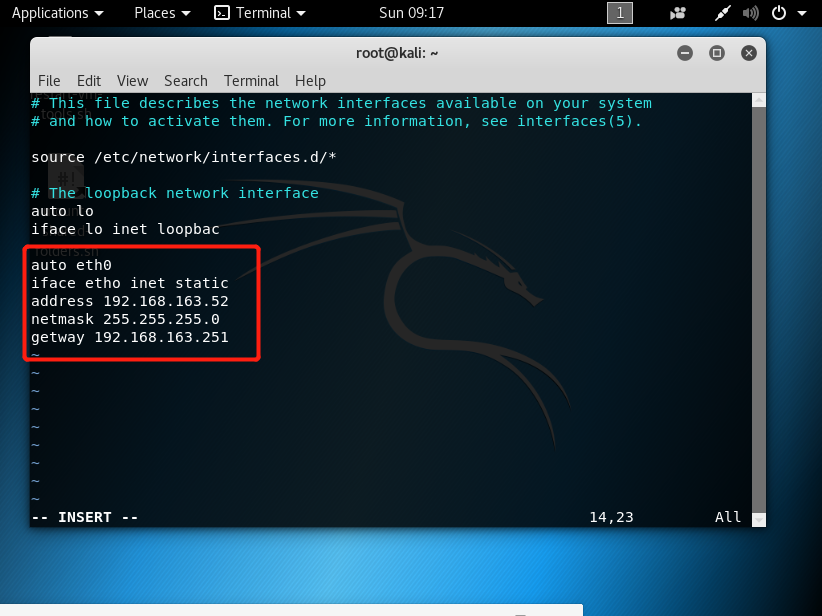 Applications Places Terminal Sun 09:17 1
root@kali: ~
File Edit View Search Terminal Help
# This file describes the network interfaces available on your system
# and how to activate them. For more information, see interfaces(5).
source /etc/network/interfaces.d/*
# The loopback network interface
auto lo
iface lo inet loopbac
auto eth0
iface etho inet static
address 192.168.163.52
netmask 255.255.255.0
getway 192.168.163.251
~
~
~
~
~
~
~
~
~
-- INSERT -- 14,23 All